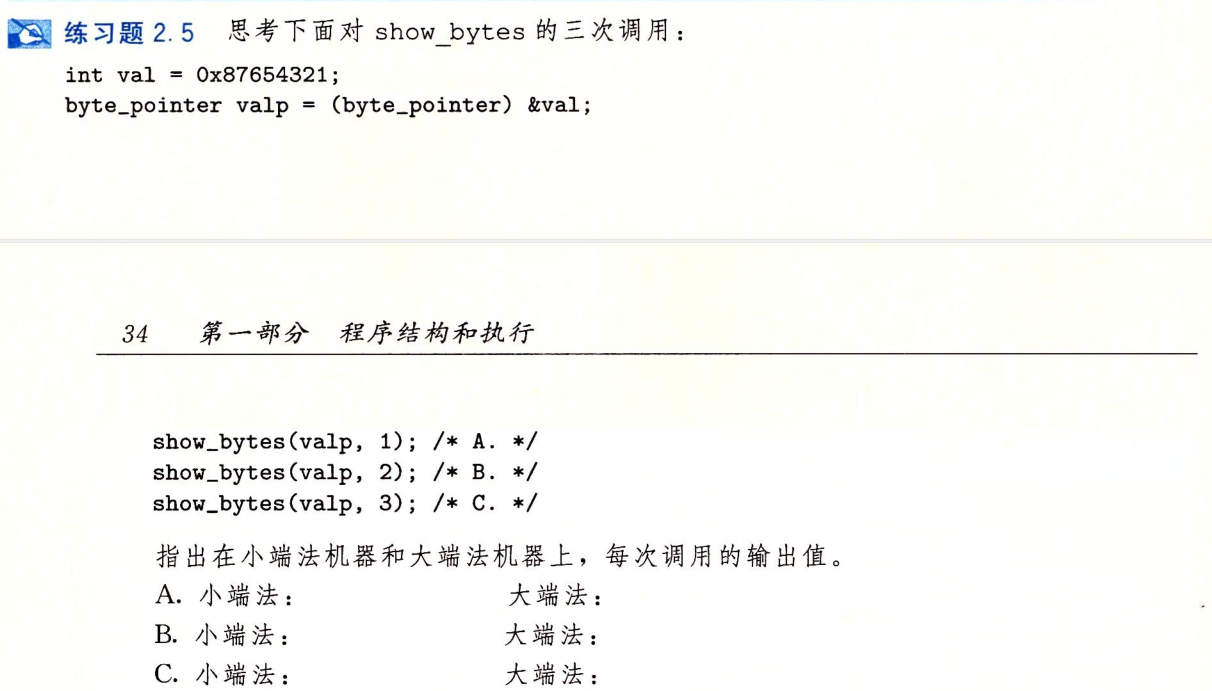 练习题 2.5 思考下面对 show_bytes 的三次调用：
int val = 0x87654321;
byte_pointer valp = (byte_pointer) &val;
34 第一部分 程序结构和执行
show_bytes(valp, 1); /* A. */
show_bytes(valp, 2); /* B. */
show_bytes(valp, 3); /* C. */
指出在小端法机器和大端法机器上，每次调用的输出值。
A. 小端法： 大端法：
B. 小端法： 大端法：
C. 小端法： 大端法：